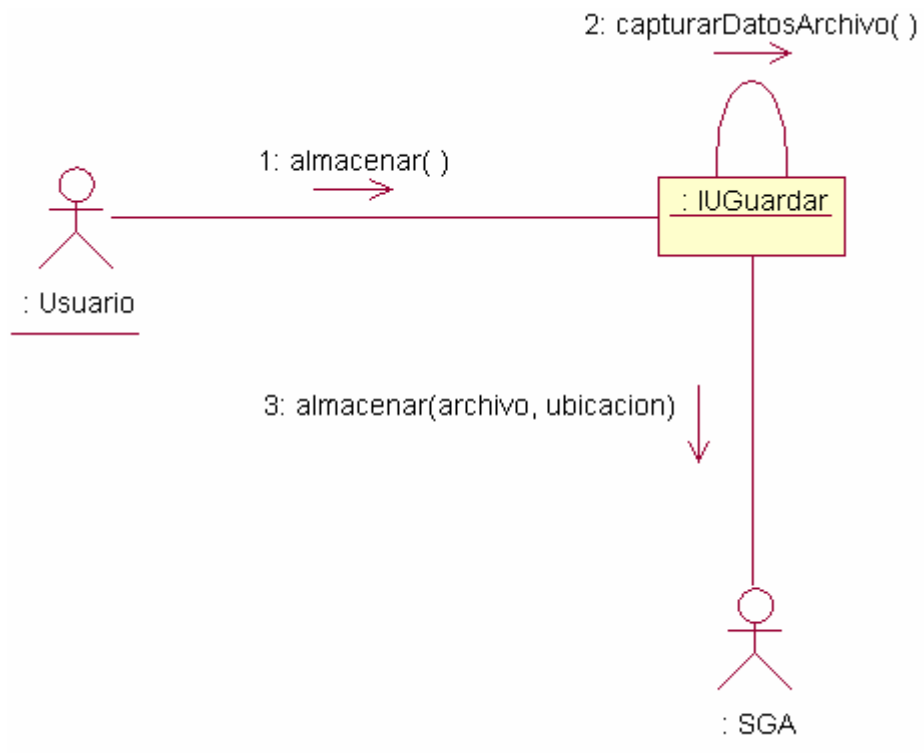 2: capturarDatosArchivo( )
1: almacenar( )
: IUGuardar
: Usuario
3: almacenar(archivo, ubicacion)
: SGA